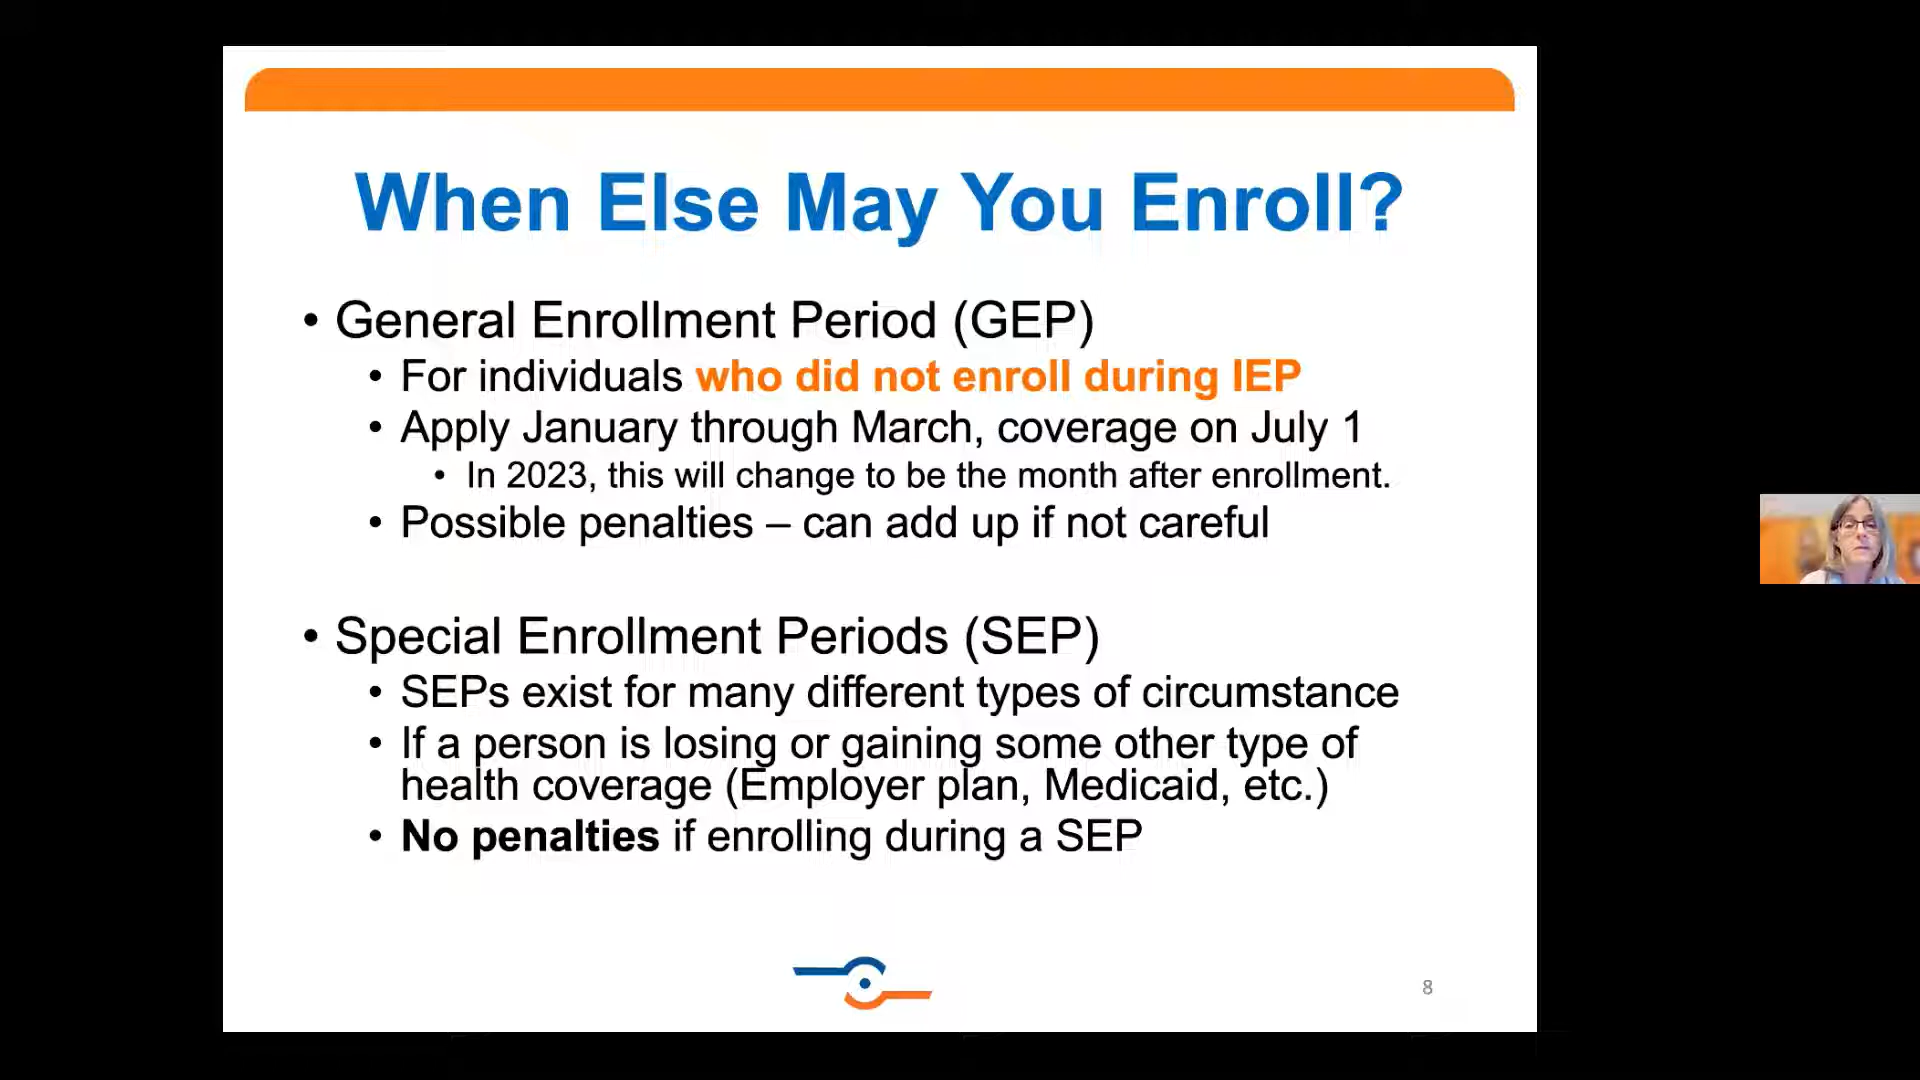 When Else May You Enroll?
• General Enrollment Period (GEP)
• For individuals who did not enroll during IEP
• Apply January through March, coverage on July 1
• In 2023, this will change to be the month after enrollment.
• Possible penalties – can add up if not careful
• Special Enrollment Periods (SEP)
• SEPs exist for many different types of circumstance
• If a person is losing or gaining some other type of
health coverage (Employer plan, Medicaid, etc.)
• No penalties if enrolling during a SEP
8